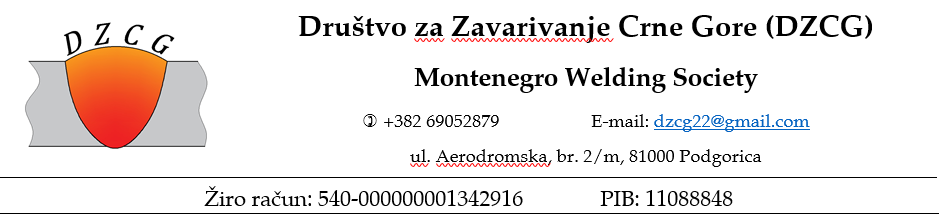 DZCG
Društvo za Zavarivanje Crne Gore (DZCG)
Montenegro Welding Society
✆ +382 69052879 E-mail: dzcg22@gmail.com
ul. Aerodromska, br. 2/m, 81000 Podgorica
Žiro račun: 540-000000001342916 PIB: 11088848